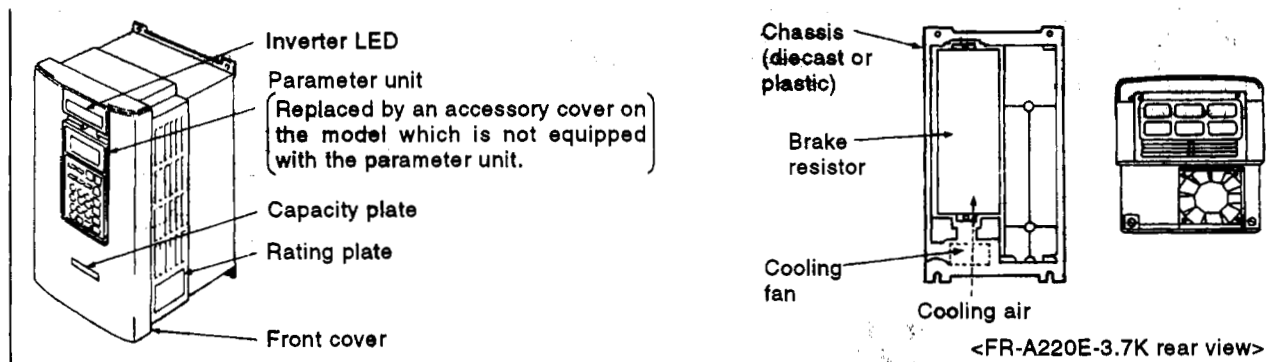 Inverter LED
Parameter unit
Replaced by an accessory cover on
the model which is not equipped
with the parameter unit.
Capacity plate
Rating plate
Front cover
Chassis
(diecast or
plastic)
Brake
resistor
Cooling
fan
Cooling air
<FR-A220E-3.7K rear view>